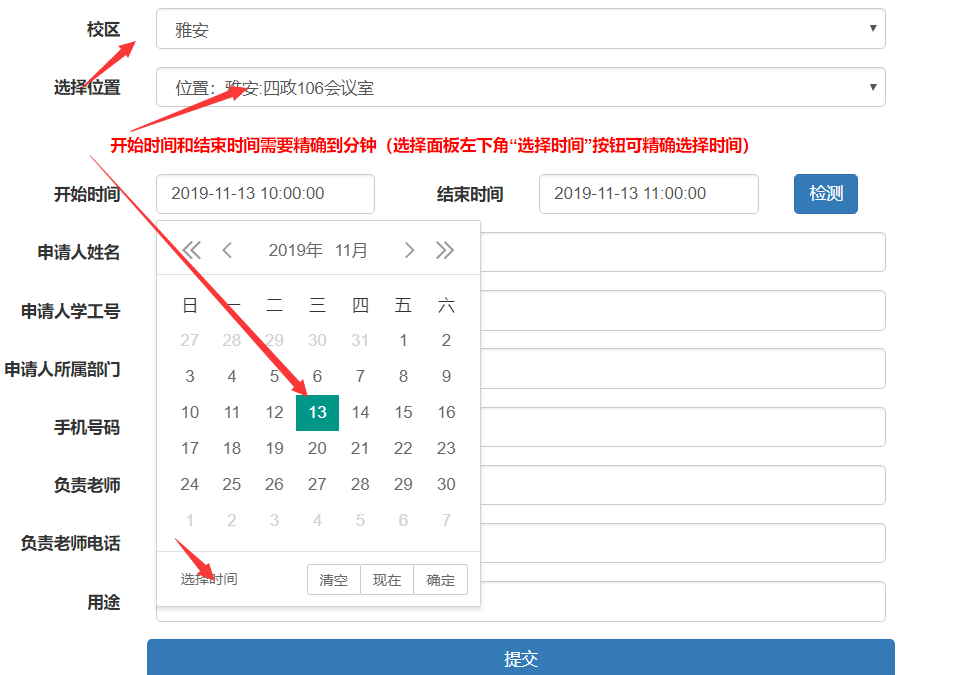 校区 雅安
选择位置 位置：雅安:四政106会议室
开始时间和结束时间需要精确到分钟（选择面板左下角“选择时间”按钮可精确选择时间）
开始时间 2019-11-13 10:00:00 结束时间 2019-11-13 11:00:00 检测
申请人姓名
申请人学工号
申请人所属部门
手机号码
负责老师
负责老师电话
用途
2019年 11月
日 一 二 三 四 五 六
27 28 29 30 31 1 2
3 4 5 6 7 8 9
10 11 12 13 14 15 16
17 18 19 20 21 22 23
24 25 26 27 28 29 30
1 2 3 4 5 6 7
选择时间 清空 现在 确定
提交